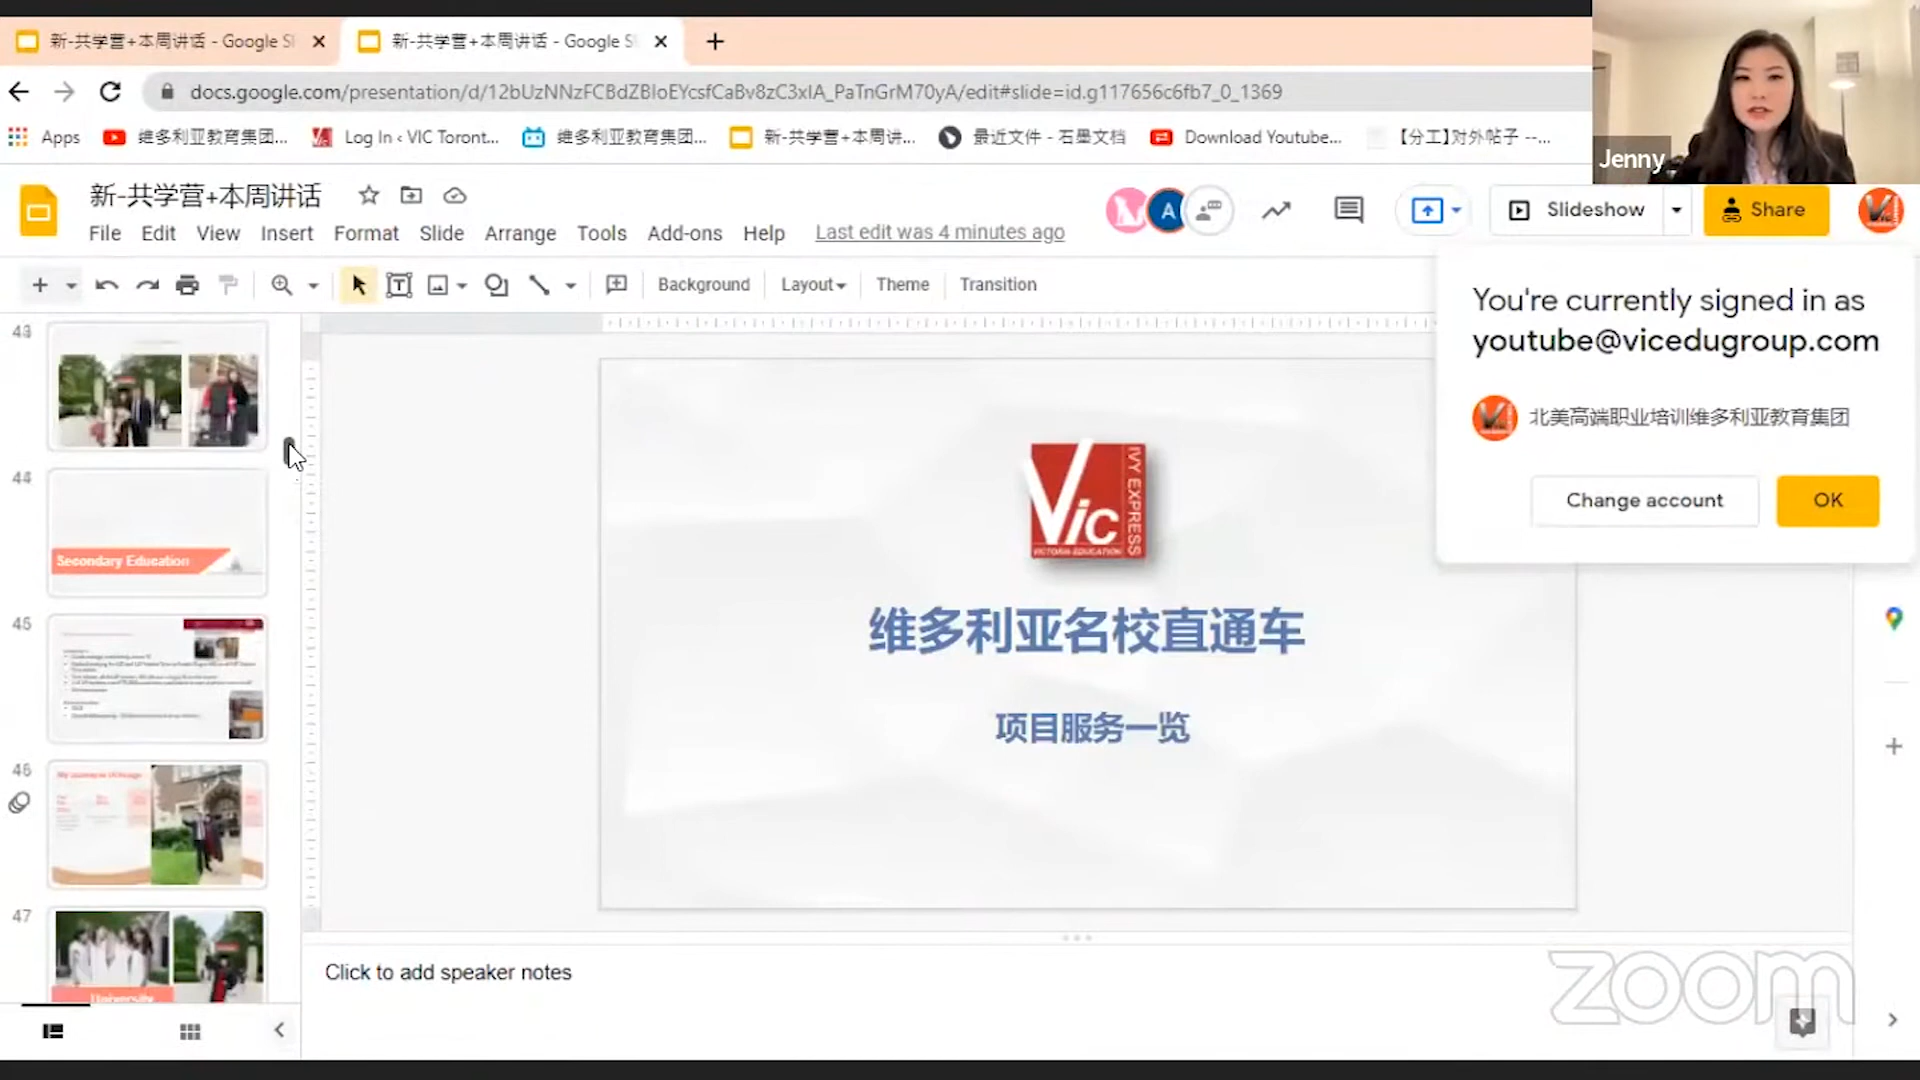 新-共学营+本周讲话 - Google Sl
新-共学营+本周讲话 - Google Sl
docs.google.com/presentation/d/12bUzNNzFCBdZBIoEYcsfCaBv8zC3xIA_PaTnGrM70yA/edit#slide=id.g117656c6fb7_0_1369
Apps
维多利亚教育集团...
Log In ‹ VIC Toront...
维多利亚教育集团...
新-共学营+本周讲...
最近文件 - 石墨文档
Download Youtube...
【分工】对外帖子 --...
Jenny
新-共学营+本周讲话
A
Slideshow
Share
File Edit View Insert Format Slide Arrange Tools Add-ons Help
Last edit was 4 minutes ago
Background Layout Theme Transition
You're currently signed in as
youtube@vicedugroup.com
北美高端职业培训维多利亚教育集团
Change account
OK
43
44
Secondary Education
45
46
47
University
Vic
IVY EXPRESS
VICTORIA EDUCATION
维多利亚名校直通车
项目服务一览
Click to add speaker notes
zoom